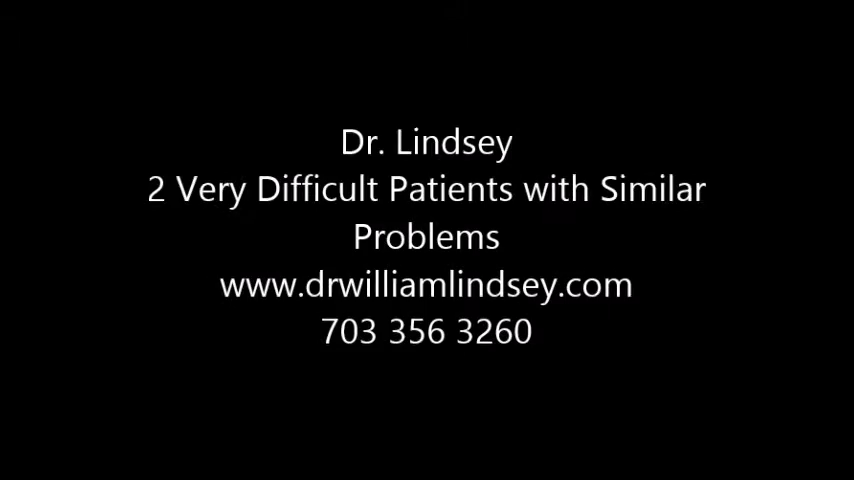 Dr. Lindsey
2 Very Difficult Patients with Similar
Problems
www.drwilliamlindsey.com
703 356 3260